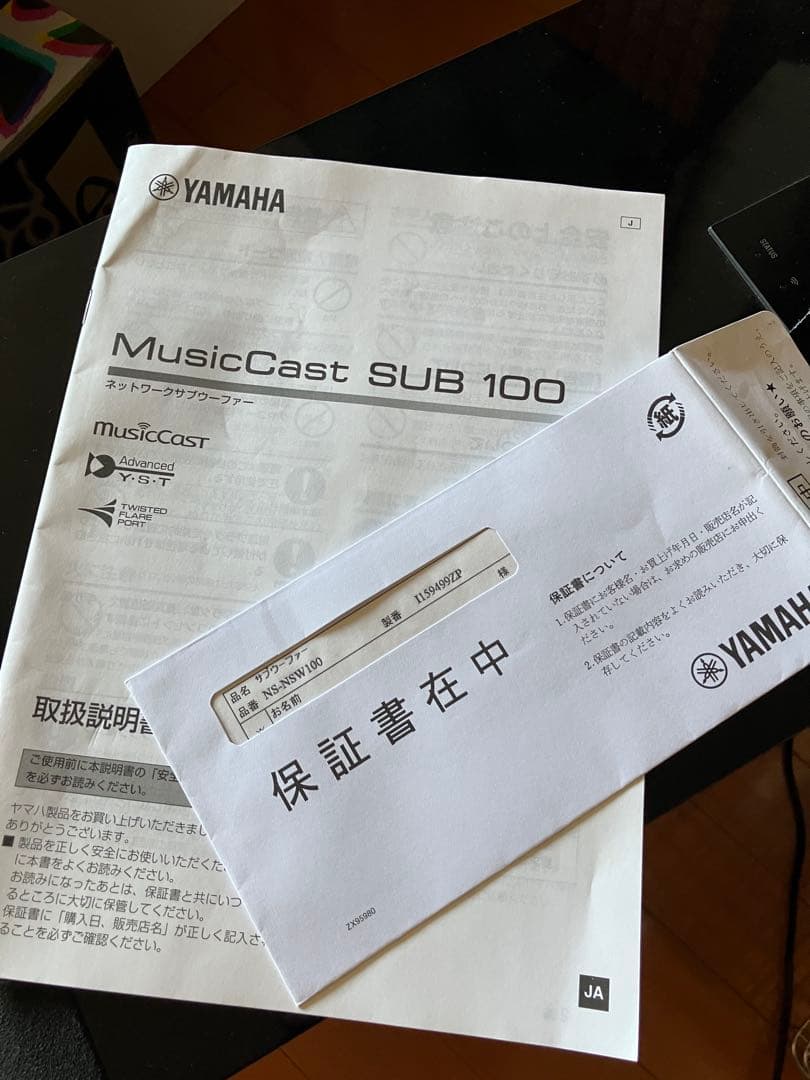 YAMAHA
J
MusicCast SUB 100
ネットワークサブウーファー
MusicCAST
Advanced
Y・S・T
TWISTED
FLARE
PORT
取扱説明書
ご使用前に本説明書の「安全
を必ずお読みください。
ヤマハ製品をお買い上げいただきまし
ありがとうございます。
■ 製品を正しく安全にお使いいただくた
に本書をよくお読みください。
お読みになったあとは、保証書と共にいつ
るところに大切に保管してください。
保証書に「購入日、販売店名」が正しく記入さ
ることを必ずご確認ください。
JA
紙
品名 サブウーファー
品番 NS-NSW100
製番 I159499ZP
お名前
様
保証書在中
保証書について
1.保証書にお客様名・お買上げ年月日・販売店名が記
入されていない場合は、お求めの販売店にお申出く
ださい。
2.保証書の記載内容をよくお読みいただき、大切に保
存してください。
YAMAHA
ZX95980
のお願い★
STATUS